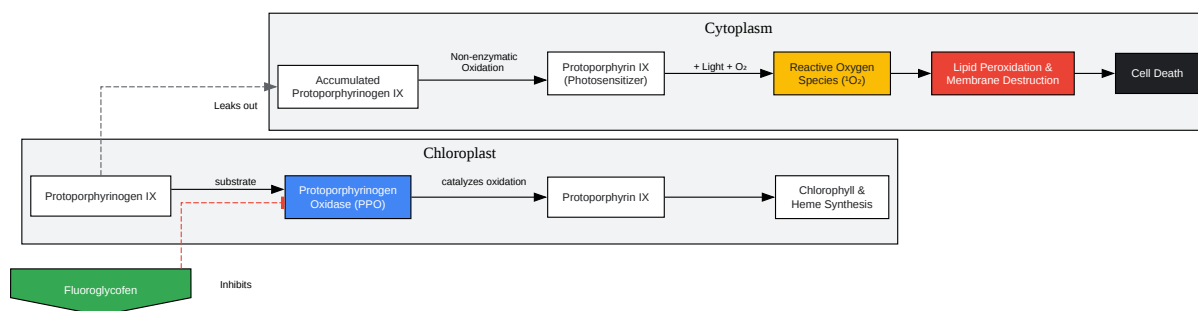 Cytoplasm
Accumulated
Protoporphyrinogen IX
Non-enzymatic
Oxidation
Protoporphyrin IX
(Photosensitizer)
+ Light + O₂
Reactive Oxygen
Species (¹O₂)
Lipid Peroxidation &
Membrane Destruction
Cell Death
Leaks out
Chloroplast
Protoporphyrinogen IX
substrate
Protoporphyrinogen
Oxidase (PPO)
catalyzes oxidation
Protoporphyrin IX
Chlorophyll &
Heme Synthesis
Fluoroglycofen
Inhibits